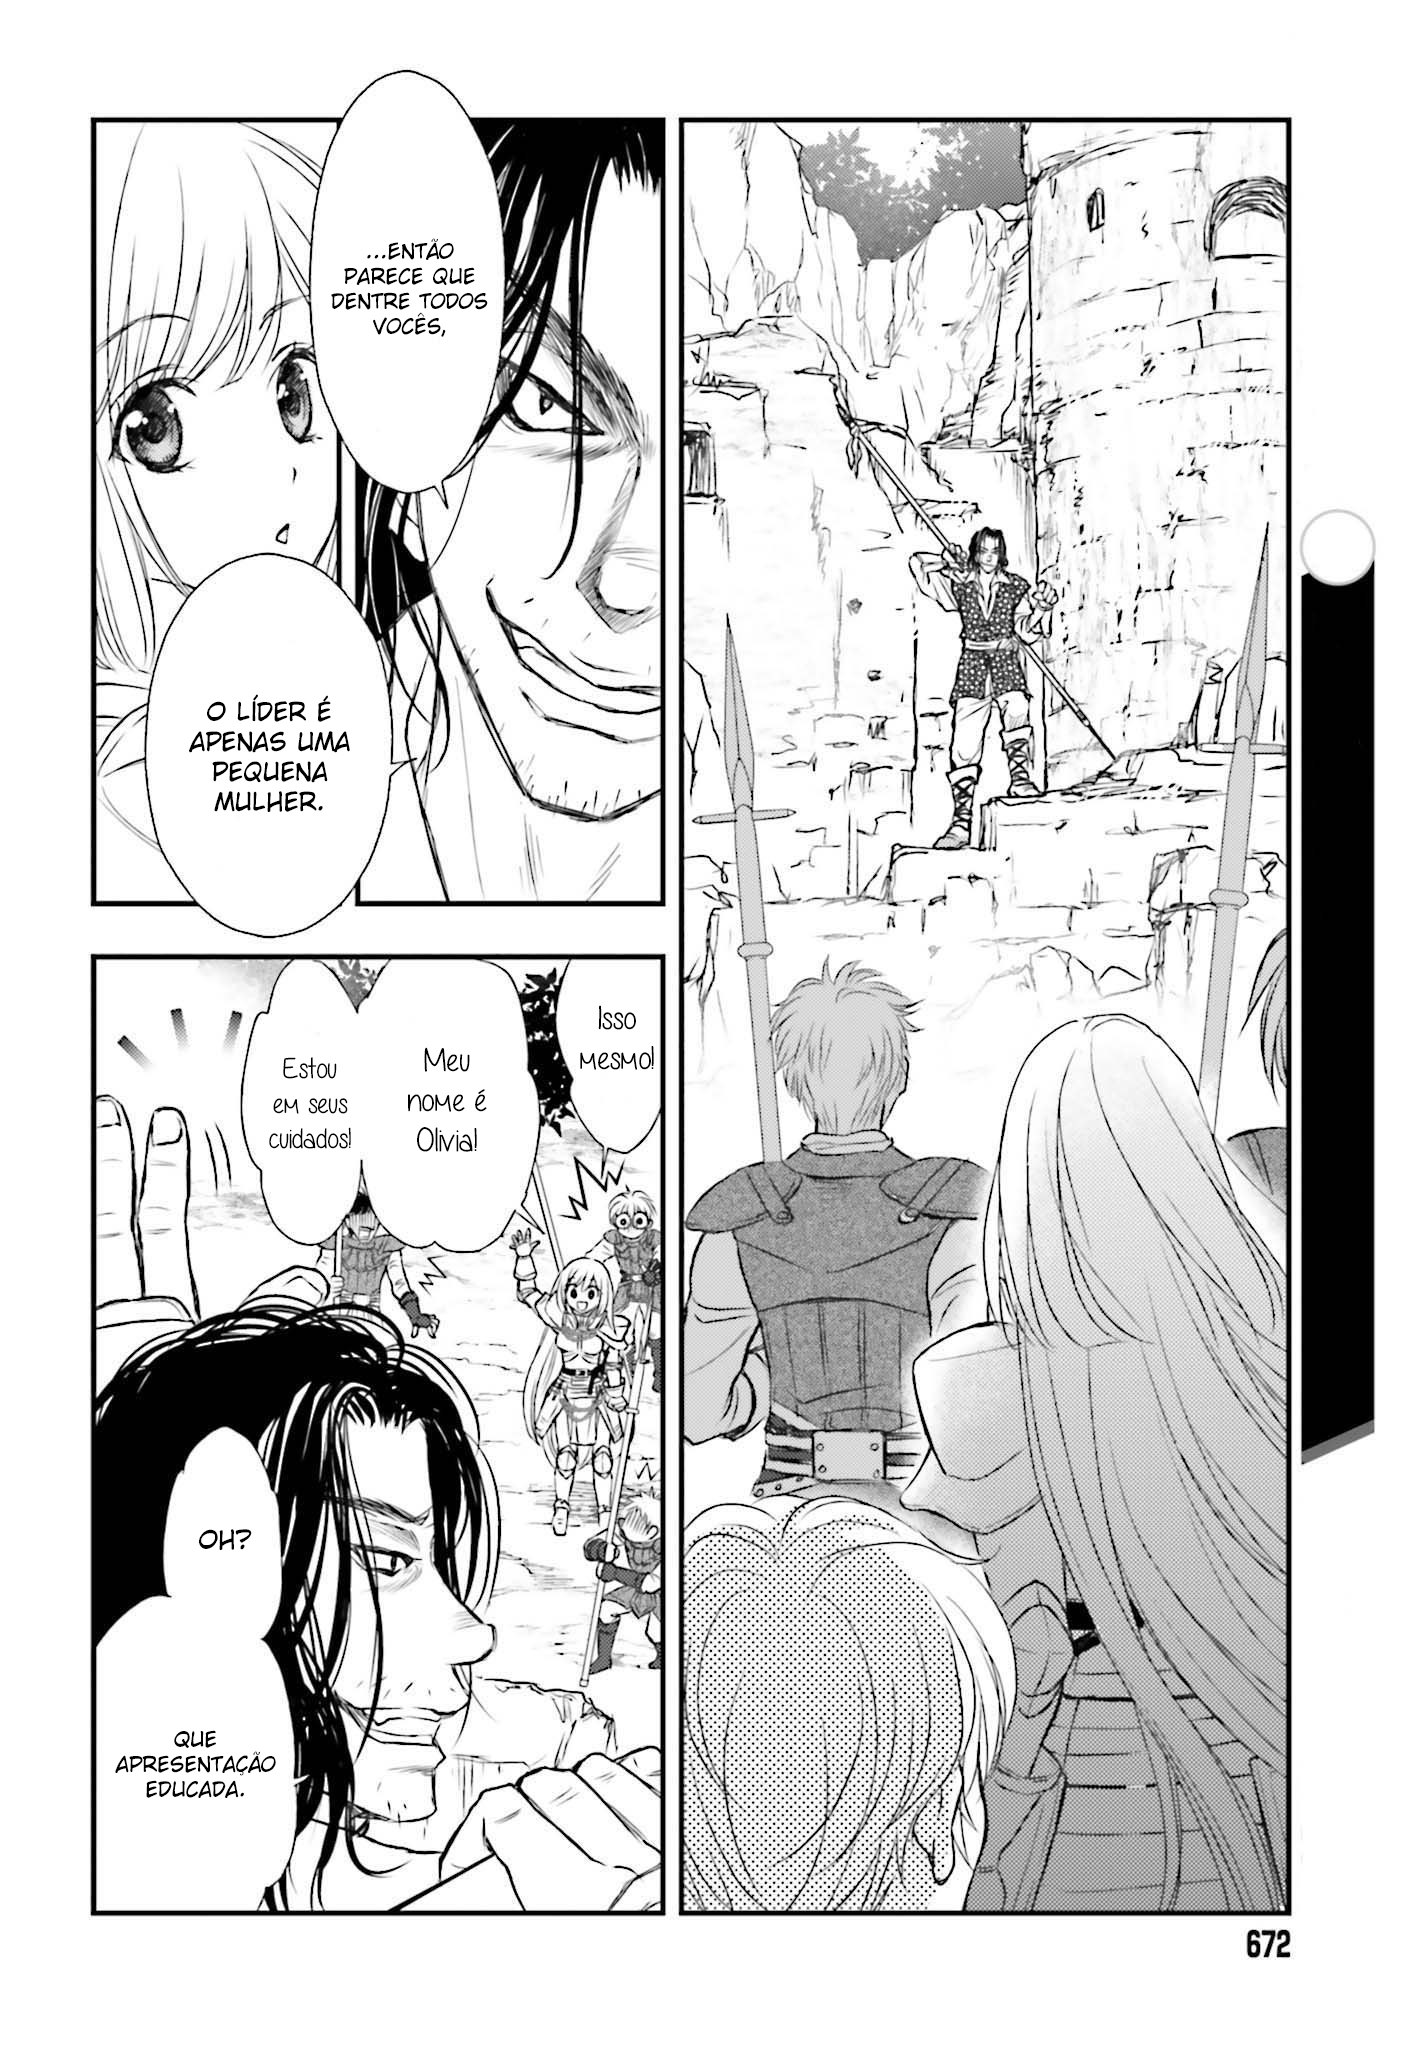 ...ENTÃO
PARECE QUE
DENTRE TODOS
VOCÊS,
O LÍDER É
APENAS UMA
PEQUENA
MULHER.
Isso
mesmo!
Meu
nome é
Olivia!
Estou
em seus
cuidados!
OH?
QUE
APRESENTAÇÃO
EDUCADA.
672